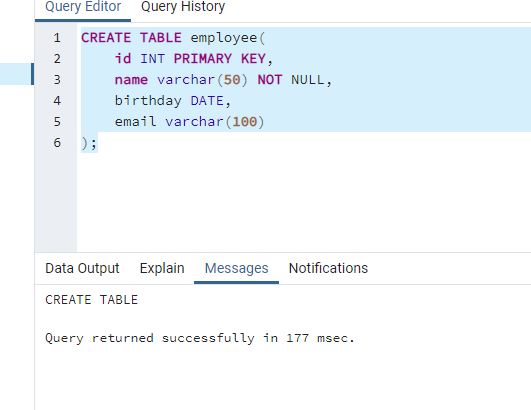 Query Editor Query History
1 CREATE TABLE employee(
2 id INT PRIMARY KEY,
3 name varchar(50) NOT NULL,
4 birthday DATE,
5 email varchar(100)
6 );
Data Output Explain Messages Notifications
CREATE TABLE
Query returned successfully in 177 msec.